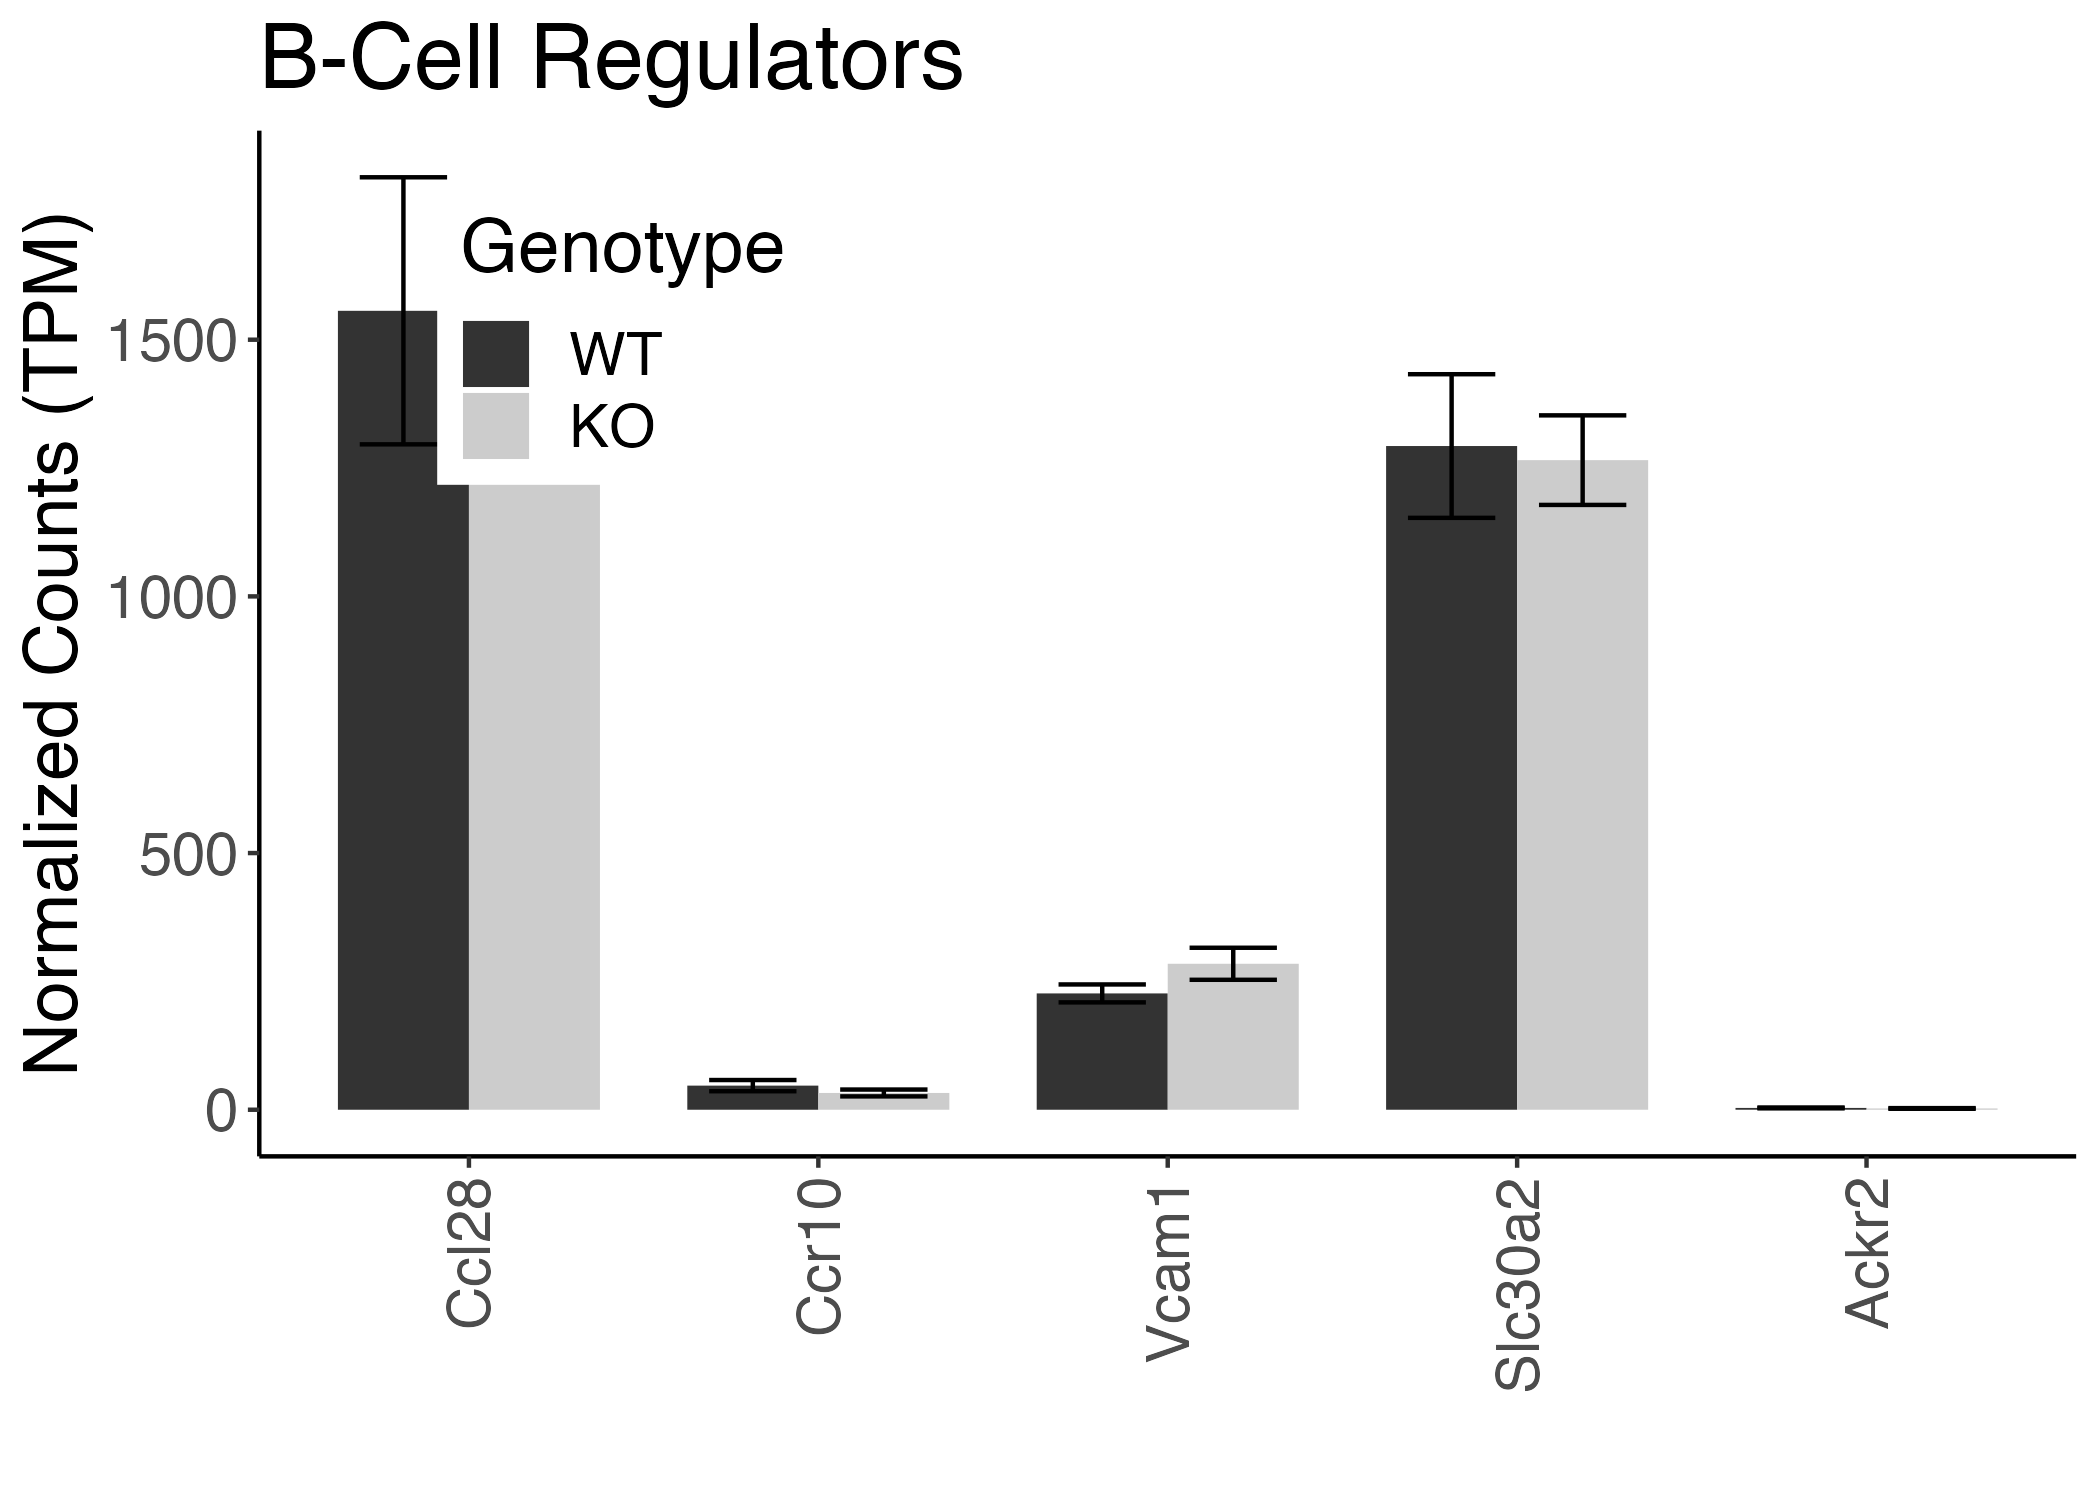 B-Cell Regulators
Normalized Counts (TPM)
Genotype
WT
KO
1500
1000
500
0
Ccl28
Ccr10
Vcam1
Slc30a2
Ackr2